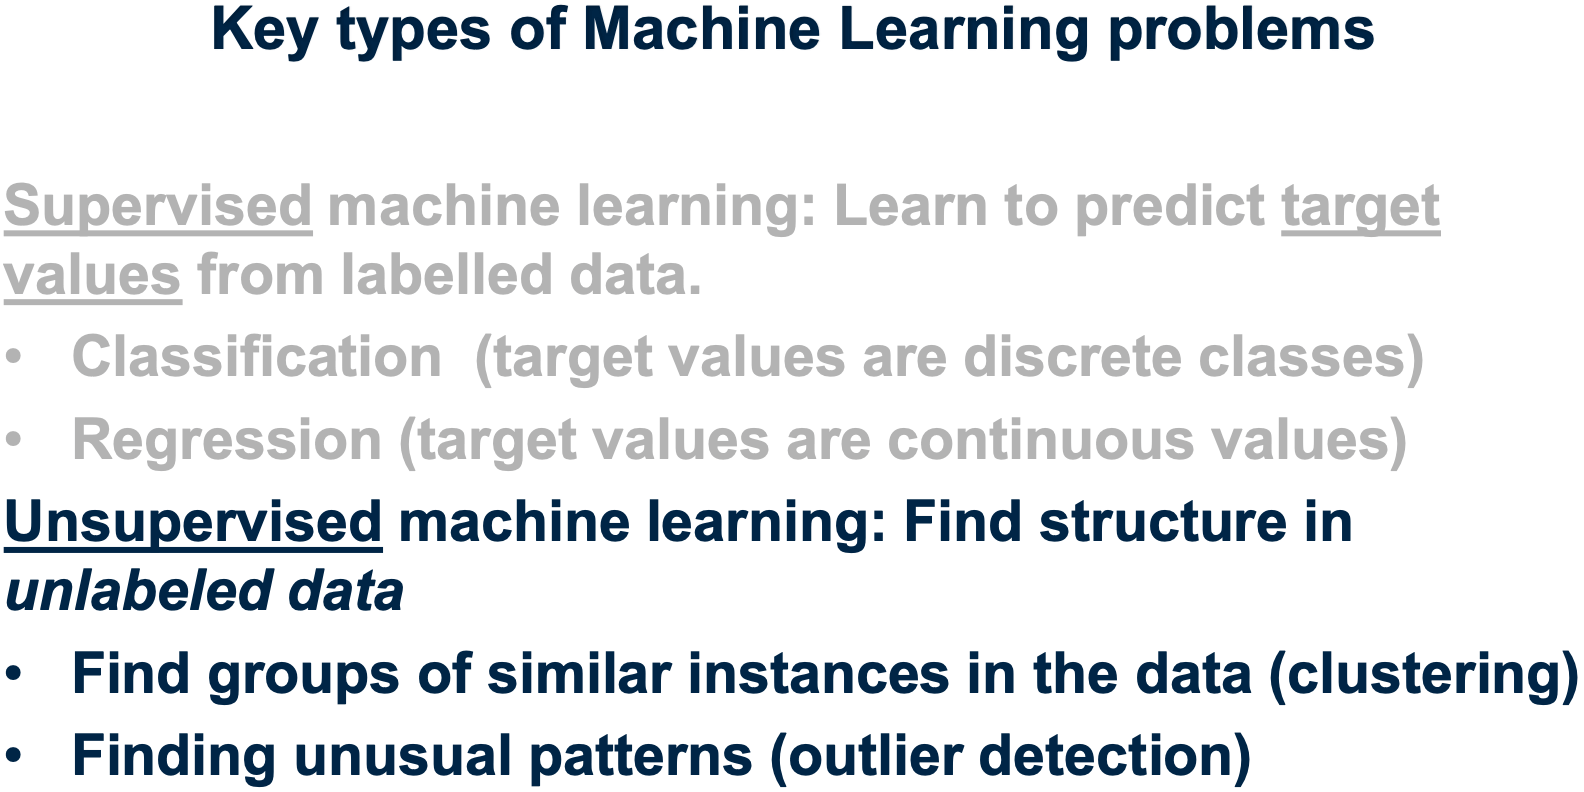 Key types of Machine Learning problems
Supervised machine learning: Learn to predict target
values from labelled data.
• Classification (target values are discrete classes)
• Regression (target values are continuous values)
Unsupervised machine learning: Find structure in
unlabeled data
• Find groups of similar instances in the data (clustering)
• Finding unusual patterns (outlier detection)